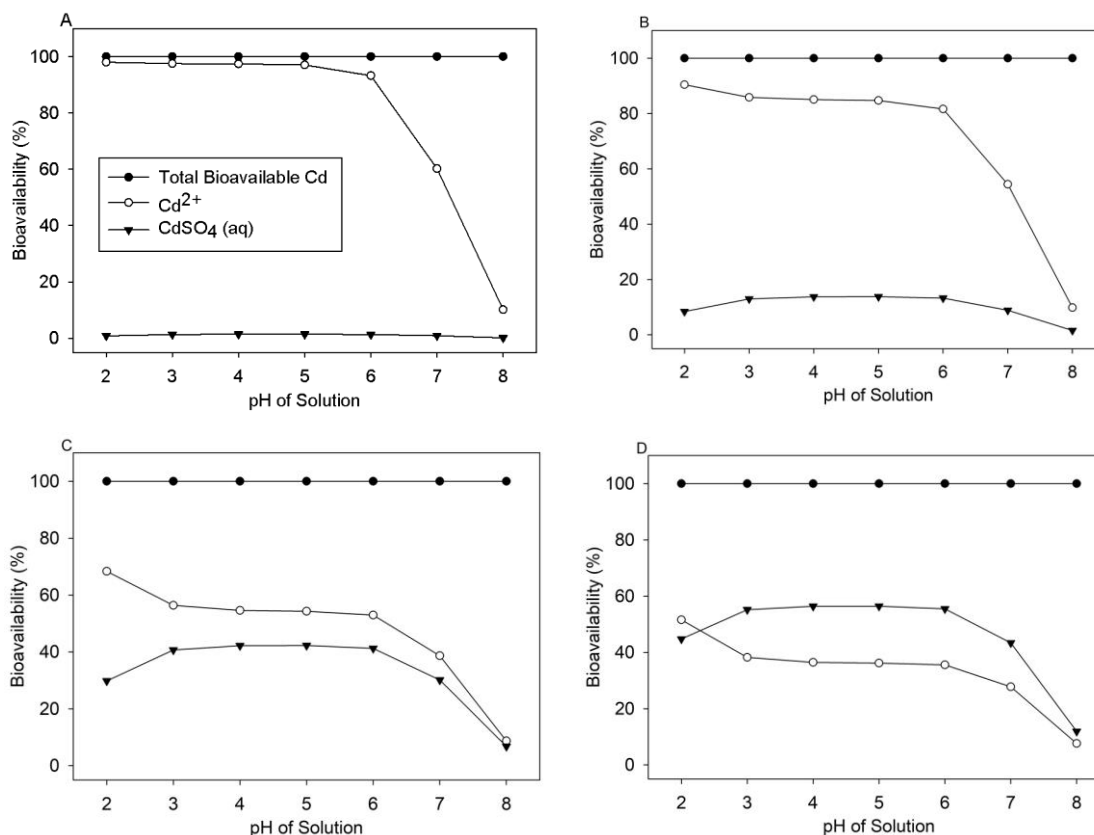 A
Bioavailability (%)
100
80
60
40
20
0
Total Bioavailable Cd
Cd2+
CdSO4 (aq)
2 3 4 5 6 7 8
pH of Solution
B
Bioavailability (%)
100
80
60
40
20
0
2 3 4 5 6 7 8
pH of Solution
C
Bioavailability (%)
100
80
60
40
20
0
2 3 4 5 6 7 8
pH of Solution
D
Bioavailability (%)
100
80
60
40
20
0
2 3 4 5 6 7 8
pH of Solution